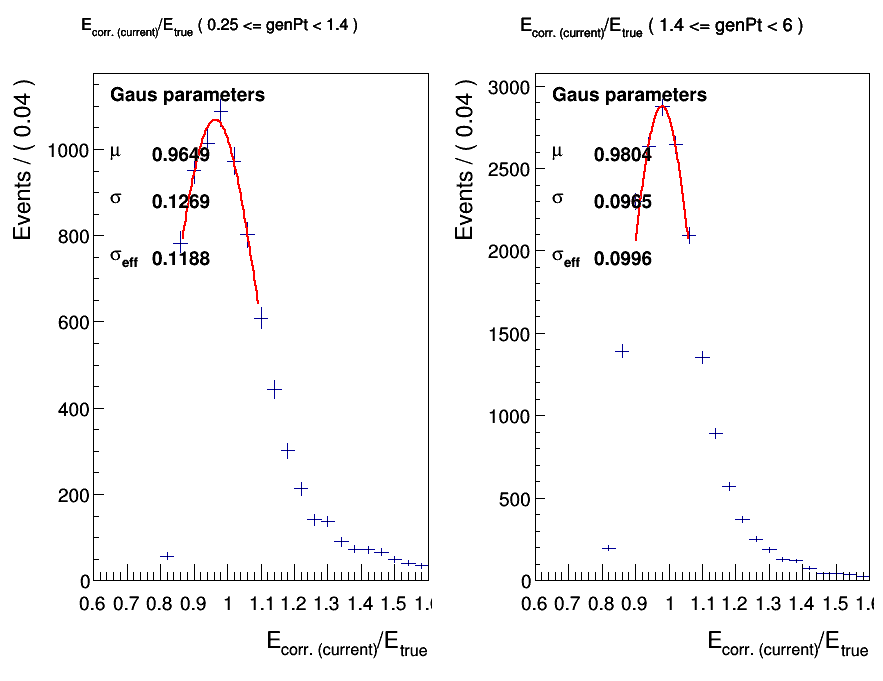 E_corr. (current)/E_true ( 0.25 <= genPt < 1.4 )
Events / ( 0.04 )
Gaus parameters
μ 0.9649
σ 0.1269
σ_eff 0.1188
1000
800
600
400
200
0
0.6 0.7 0.8 0.9 1 1.1 1.2 1.3 1.4 1.5 1.6
E_corr. (current)/E_true
E_corr. (current)/E_true ( 1.4 <= genPt < 6 )
Events / ( 0.04 )
Gaus parameters
μ 0.9804
σ 0.0965
σ_eff 0.0996
3000
2500
2000
1500
1000
500
0
0.6 0.7 0.8 0.9 1 1.1 1.2 1.3 1.4 1.5
E_corr. (current)/E_true